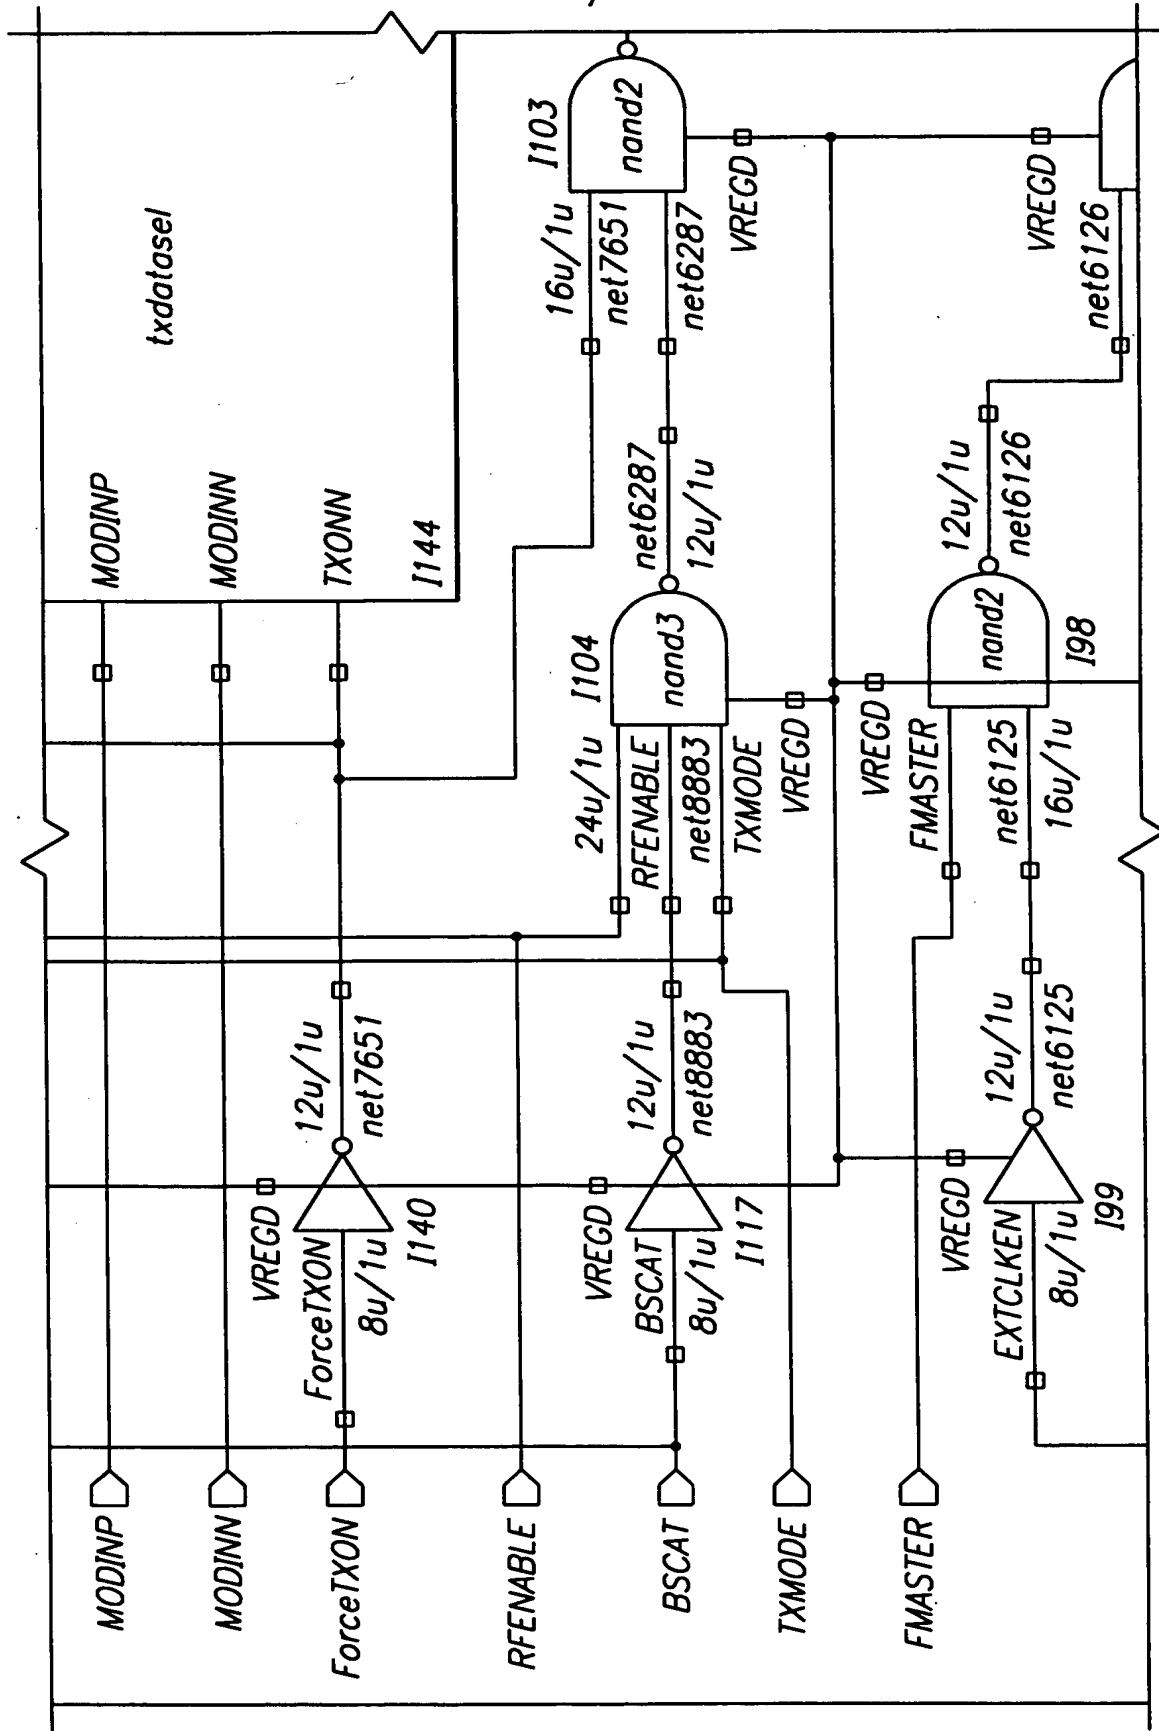 txdatasel
MODINP
MODINN
TXONN
I144
I103
nand2
16u/1u
net7651
net6287
VREGD
VREGD
net6126
net6287
12u/1u
I104
nand3
24u/1u
RFENABLE
net8883
TXMODE
VREGD
12u/1u
net6126
nand2
I98
VREGD
FMASTER
net6125
16u/1u
12u/1u
net7651
VREGD
ForceTXON
8u/1u
I140
12u/1u
net8883
VREGD
BSCAT
8u/1u
I117
12u/1u
net6125
VREGD
EXTCLKEN
8u/1u
I99
MODINP
MODINN
ForceTXON
RFENABLE
BSCAT
TXMODE
FMASTER